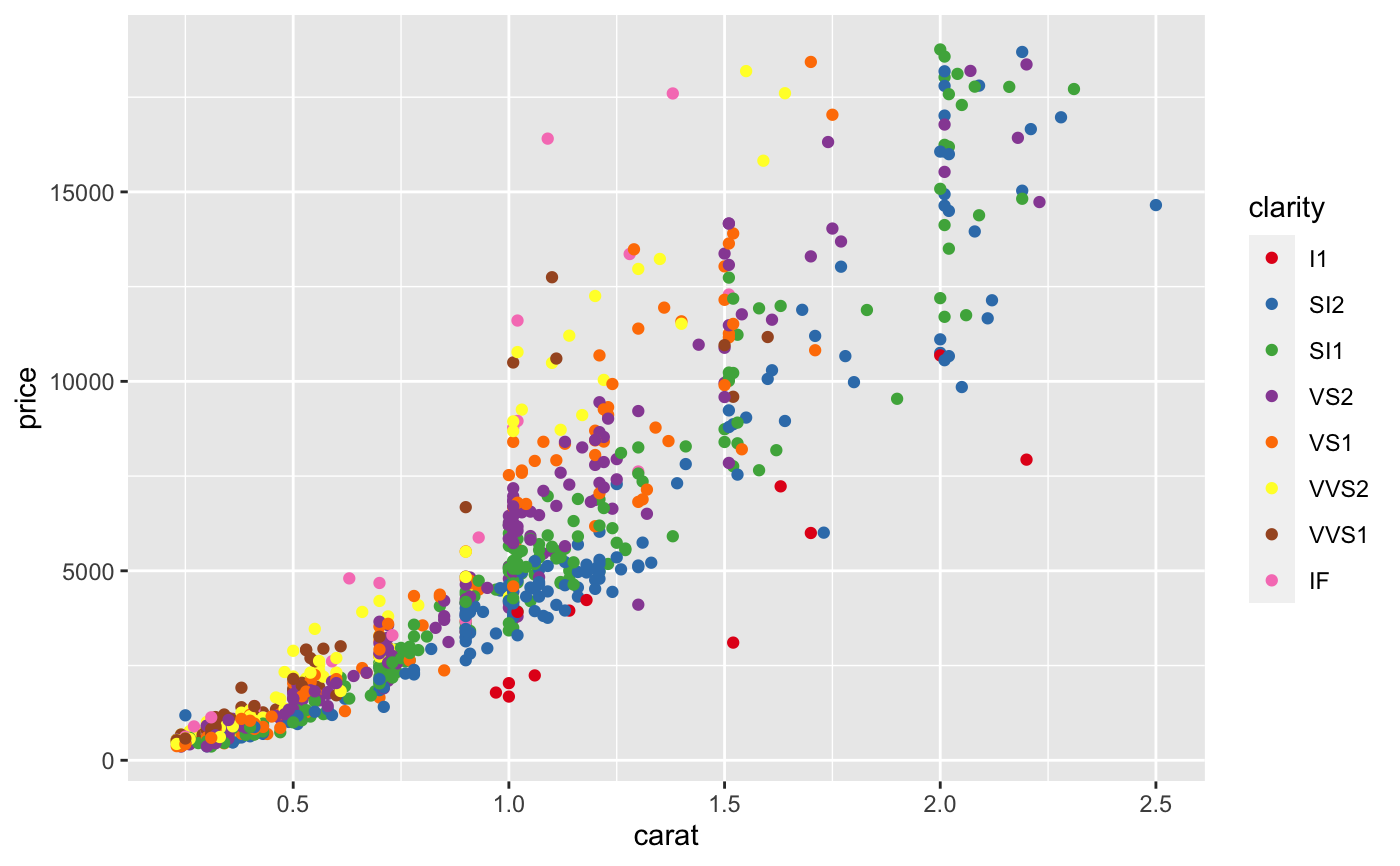 price
15000
10000
5000
0
0.5 1.0 1.5 2.0 2.5
carat
clarity
I1
SI2
SI1
VS2
VS1
VVS2
VVS1
IF